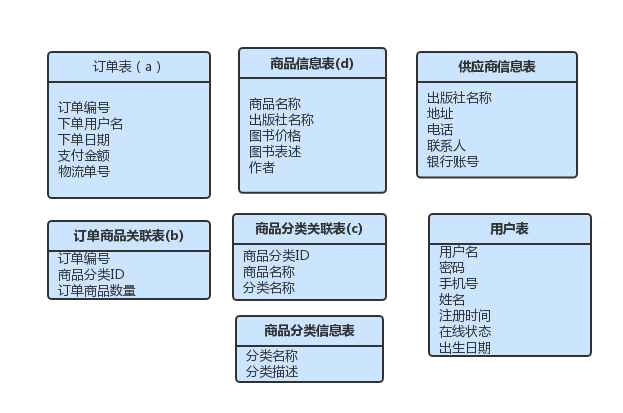 订单表（a）
订单编号
下单用户名
下单日期
支付金额
物流单号
商品信息表(d)
商品名称
出版社名称
图书价格
图书表述
作者
供应商信息表
出版社名称
地址
电话
联系人
银行账号
订单商品关联表(b)
订单编号
商品分类ID
订单商品数量
商品分类关联表(c)
商品分类ID
商品名称
分类名称
用户表
用户名
密码
手机号
姓名
注册时间
在线状态
出生日期
商品分类信息表
分类名称
分类描述